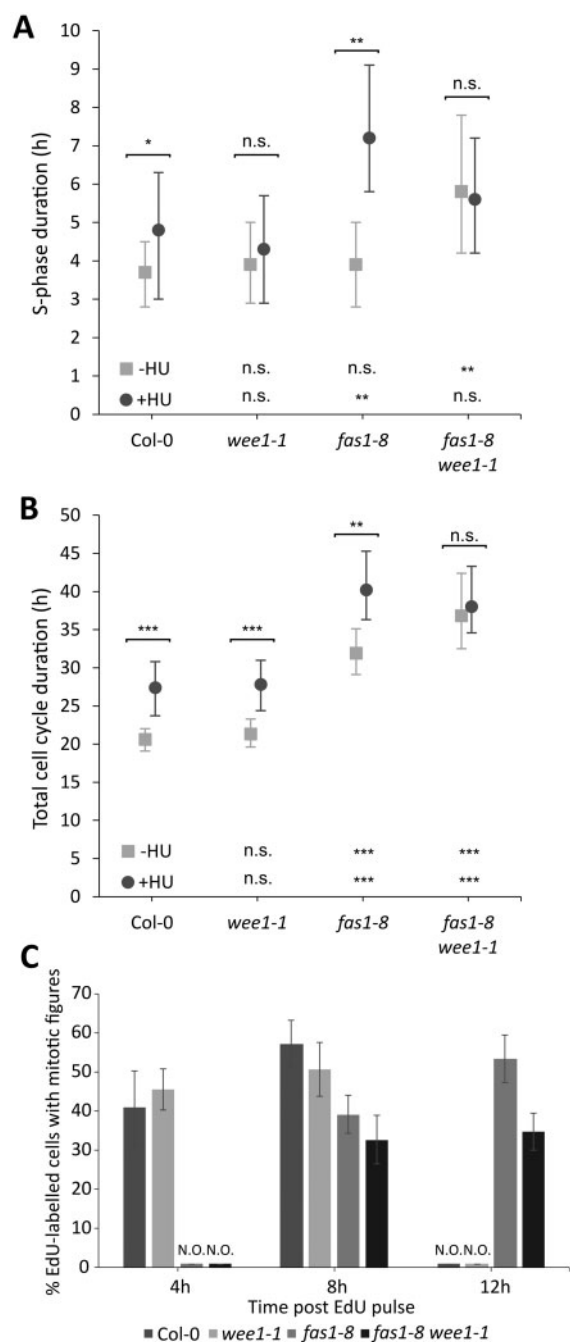 A
S-phase duration (h)
10
9
8
7
6
5
4
3
2
1
0
*
n.s.
**
n.s.
-HU n.s. n.s. **
+HU n.s. ** n.s.
Col-0 wee1-1 fas1-8 fas1-8
wee1-1
B
Total cell cycle duration (h)
50
45
40
35
30
25
20
15
10
5
0
***
***
**
n.s.
-HU n.s. *** ***
+HU n.s. *** ***
Col-0 wee1-1 fas1-8 fas1-8
wee1-1
C
% EdU-labelled cells with mitotic figures
70
60
50
40
30
20
10
0
N.O. N.O.
N.O. N.O.
4h 8h 12h
Time post EdU pulse
Col-0 wee1-1 fas1-8 fas1-8 wee1-1